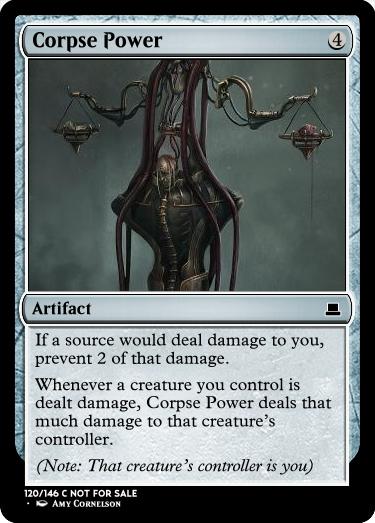 Corpse Power
4
Artifact
If a source would deal damage to you,
prevent 2 of that damage.
Whenever a creature you control is
dealt damage, Corpse Power deals that
much damage to that creature's
controller.
(Note: That creature's controller is you)
120/146 C NOT FOR SALE
Amy Cornelson